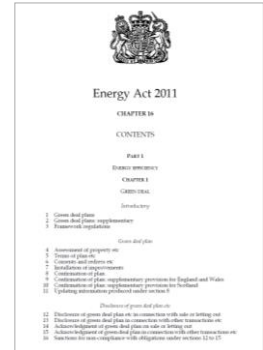 Energy Act 2011
CHAPTER 16
CONTENTS
PART 1
ENERGY EFFICIENCY
CHAPTER 1
GREEN DEAL
Introductory
1 Green deal plans
2 Green deal plans: supplementary
3 Framework regulations
Green deal plans
4 Assessment of property etc
5 Terms of plan etc
6 Consents and redress etc
7 Installation of improvements
8 Confirmation of plan
9 Confirmation of plan: supplementary provision for England and Wales
10 Confirmation of plan: supplementary provision for Scotland
11 Updating information produced under section 8
Disclosure of green deal plan etc
12 Disclosure of green deal plan etc in connection with sale or letting out
13 Disclosure of green deal plan in connection with other transactions etc
14 Acknowledgment of green deal plan on sale or letting out
15 Acknowledgment of green deal plan in connection with other transactions etc
16 Sanctions for non-compliance with obligations under sections 12 to 15